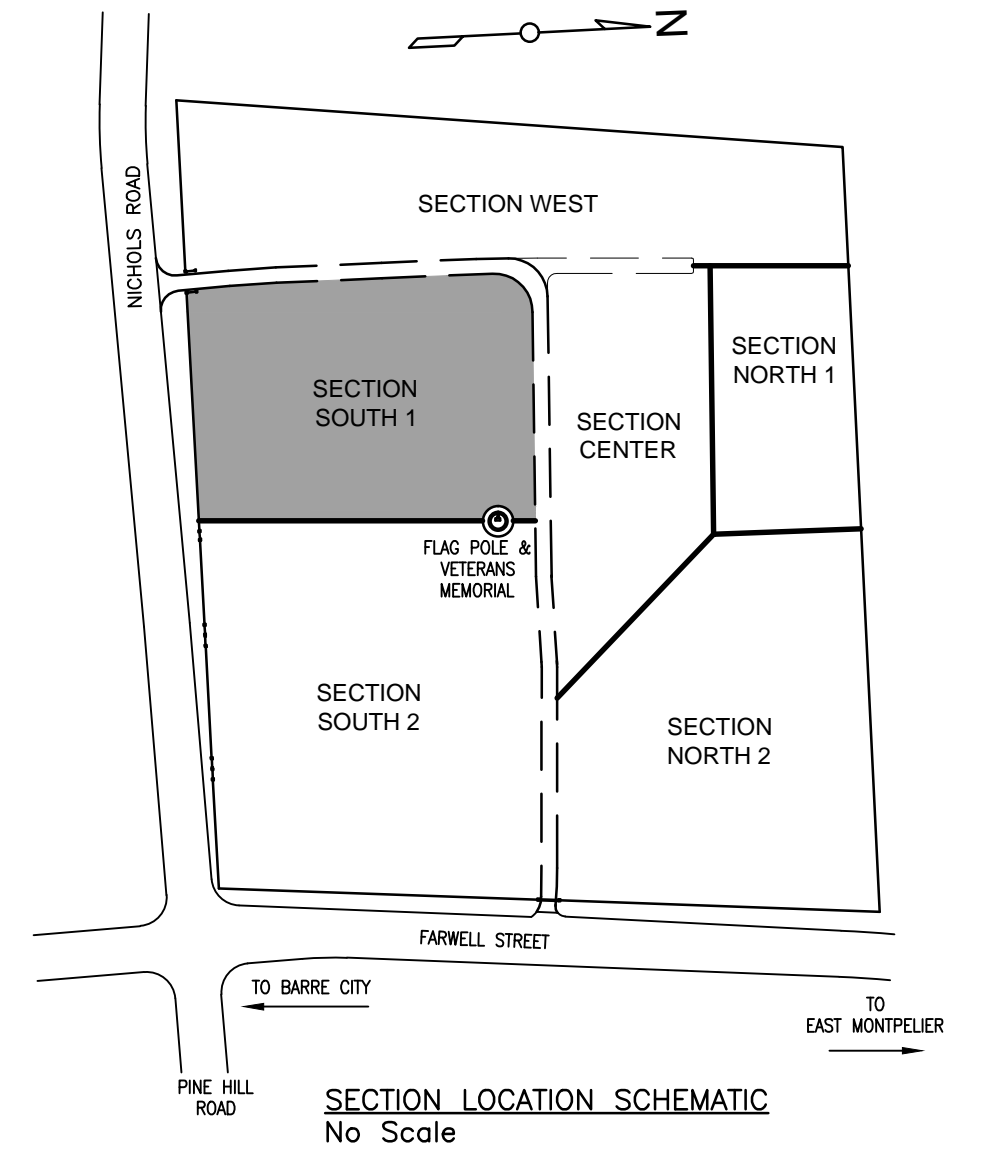 N
SECTION WEST
NICHOLS ROAD
SECTION
SOUTH 1
SECTION
NORTH 1
SECTION
CENTER
FLAG POLE &
VETERANS
MEMORIAL
SECTION
SOUTH 2
SECTION
NORTH 2
FARWELL STREET
TO BARRE CITY
TO
EAST MONTPELIER
PINE HILL
ROAD
SECTION LOCATION SCHEMATIC
No Scale